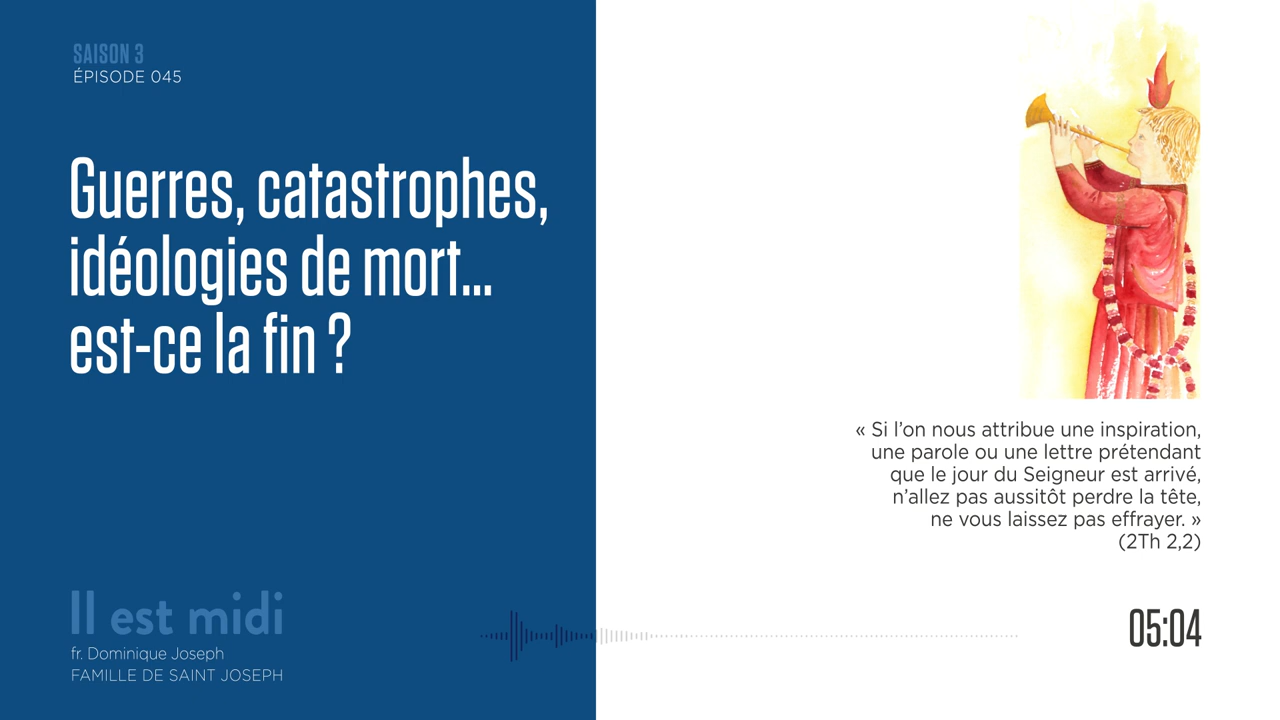 SAISON 3
ÉPISODE 045
Guerres, catastrophes,
idéologies de mort...
est-ce la fin ?
« Si l’on nous attribue une inspiration,
une parole ou une lettre prétendant
que le jour du Seigneur est arrivé,
n’allez pas aussitôt perdre la tête,
ne vous laissez pas effrayer. »
(2Th 2,2)
Il est midi
fr. Dominique Joseph
FAMILLE DE SAINT JOSEPH
05:04